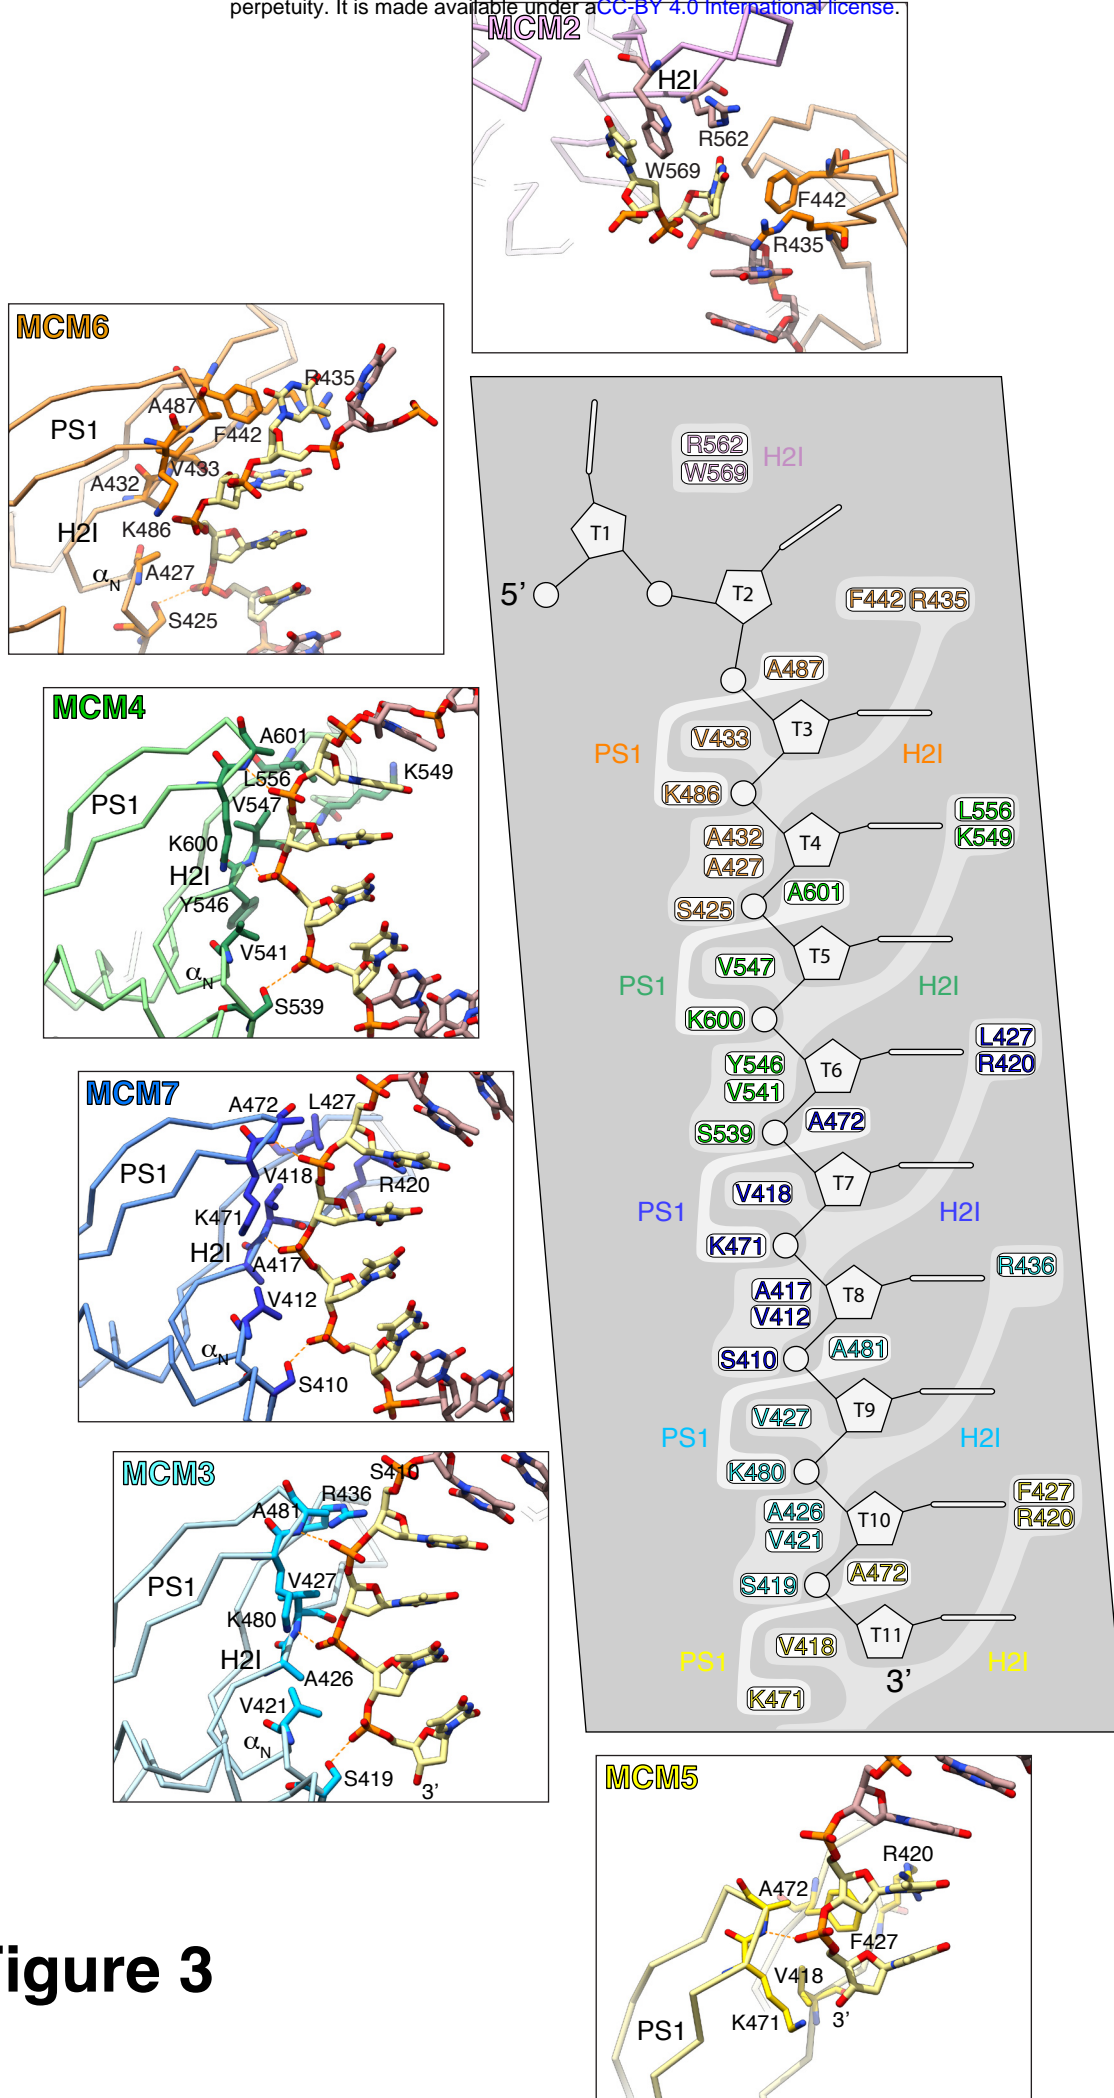 perpetuity. It is made available under aCC-BY 4.0 International license.
MCM2
H2I
R562
W569
F442
R435
MCM6
R435
A487
PS1
F442
V433
A432
H2I
K486
αN
A427
S425
MCM4
A601
L556
K549
PS1
V547
K600
H2I
Y546
V541
αN
S539
MCM7
A472
L427
PS1
V418
R420
K471
H2I
A417
V412
αN
S410
MCM3
S410
R436
A481
PS1
V427
K480
H2I
A426
V421
αN
S419
3’
R562
W569
H2I
T1
5’
T2
F442 R435
A487
T3
V433
PS1
H2I
K486
L556
K549
A432
T4
A427
A601
S425
T5
V547
PS1
H2I
K600
L427
R420
Y546
T6
V541
A472
S539
T7
V418
PS1
H2I
K471
R436
A417
T8
V412
A481
S410
T9
V427
PS1
H2I
K480
F427
R420
A426
T10
V421
A472
S419
T11
V418
PS1
H2I
3’
K471
MCM5
R420
A472
F427
V418
K471
3’
PS1
igure 3